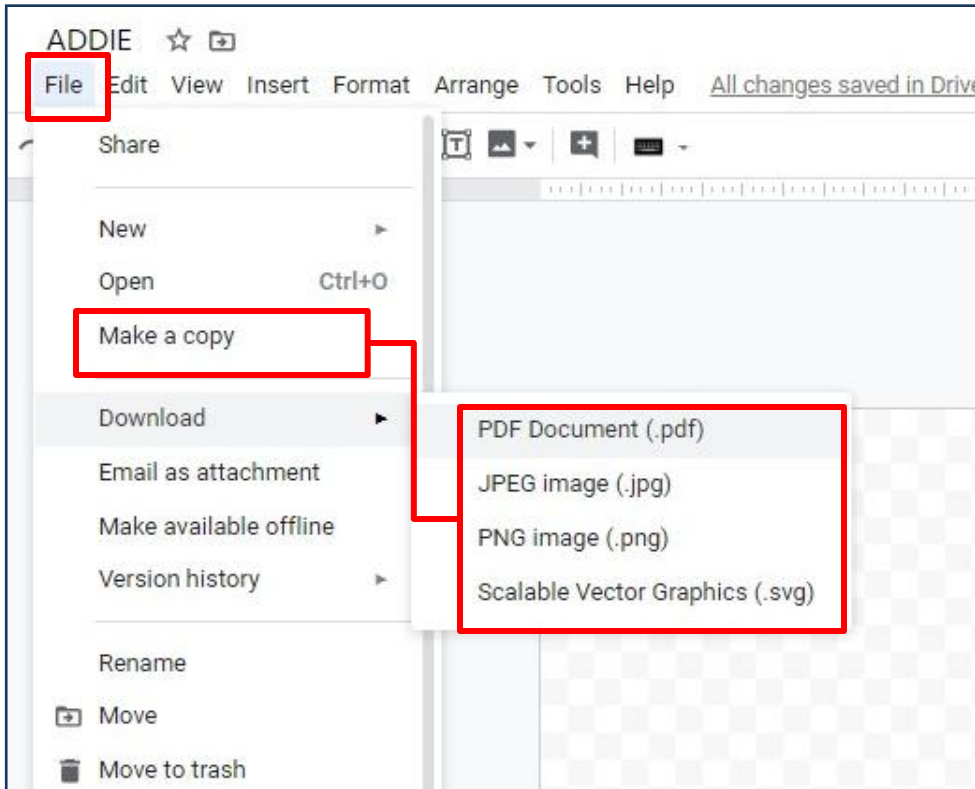 ADDIE
File Edit View Insert Format Arrange Tools Help All changes saved in Drive
Share
New
Open Ctrl+O
Make a copy
Download
PDF Document (.pdf)
Email as attachment
JPEG image (.jpg)
Make available offline
PNG image (.png)
Version history
Scalable Vector Graphics (.svg)
Rename
Move
Move to trash